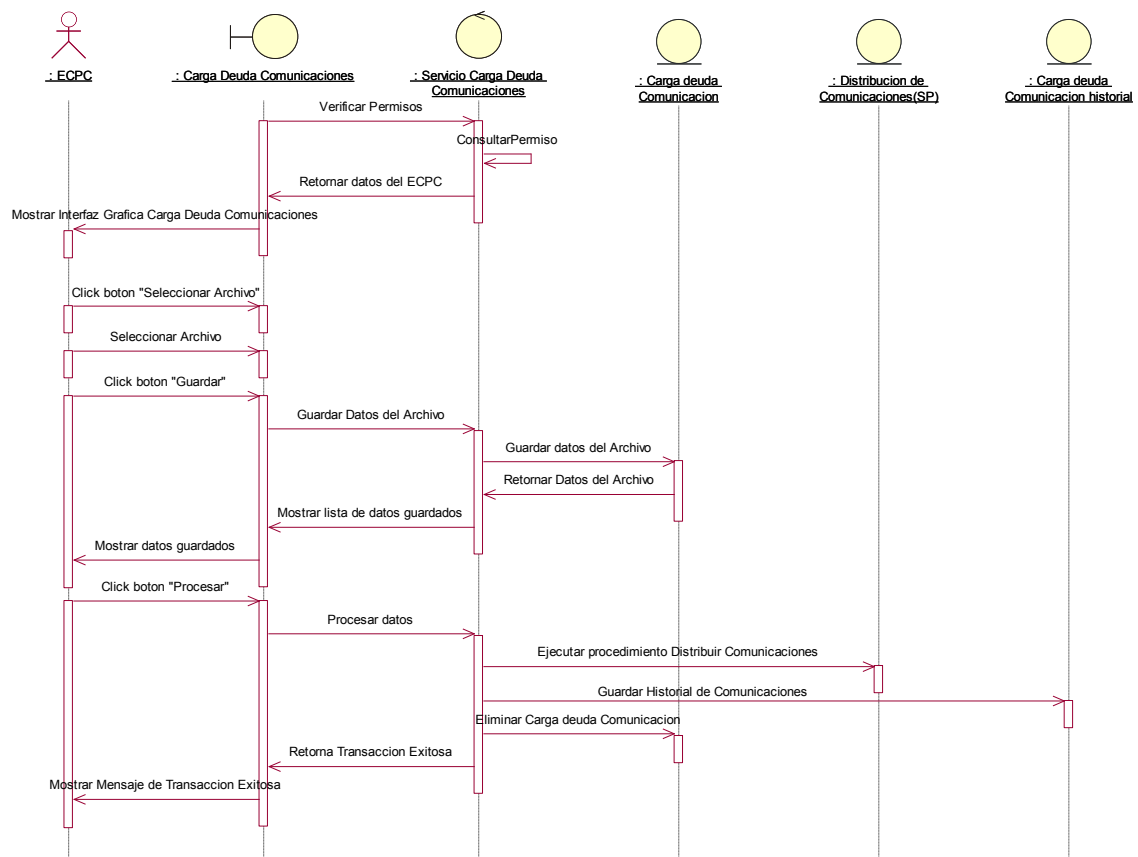 : ECPC
: Carga Deuda Comunicaciones
: Servicio Carga Deuda
Comunicaciones
: Carga deuda
Comunicacion
: Distribucion de
Comunicaciones(SP)
: Carga deuda
Comunicacion historial
Verificar Permisos
ConsultarPermiso
Retornar datos del ECPC
Mostrar Interfaz Grafica Carga Deuda Comunicaciones
Click boton "Seleccionar Archivo"
Seleccionar Archivo
Click boton "Guardar"
Guardar Datos del Archivo
Guardar datos del Archivo
Retornar Datos del Archivo
Mostrar lista de datos guardados
Mostrar datos guardados
Click boton "Procesar"
Procesar datos
Ejecutar procedimiento Distribuir Comunicaciones
Guardar Historial de Comunicaciones
Eliminar Carga deuda Comunicacion
Retorna Transaccion Exitosa
Mostrar Mensaje de Transaccion Exitosa